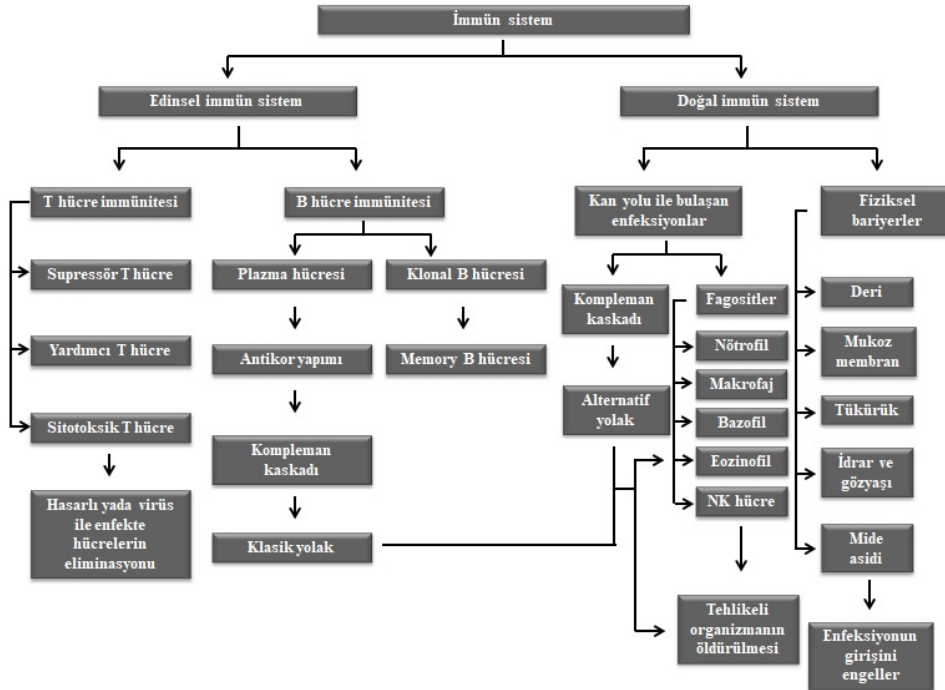 İmmün sistem
Edinsel immün sistem
Doğal immün sistem
T hücre immünitesi
B hücre immünitesi
Kan yolu ile bulaşan
enfeksiyonlar
Fiziksel
bariyerler
Supressör T hücre
Plazma hücresi
Klonal B hücresi
Kompleman
kaskadı
Fagositler
Deri
Yardımcı T hücre
Antikor yapımı
Memory B hücresi
Nötrofil
Mukoz
membran
Makrofaj
Alternatif
yolak
Bazofil
Tükürük
Sitotoksik T hücre
Kompleman
kaskadı
Eozinofil
İdrar ve
gözyaşı
NK hücre
Hasarlı yada virüs
ile enfekte
hücrelerin
eliminasyonu
Klasik yolak
Mide
asidi
Tehlikeli
organizmanın
öldürülmesi
Enfeksiyonun
girişini
engeller